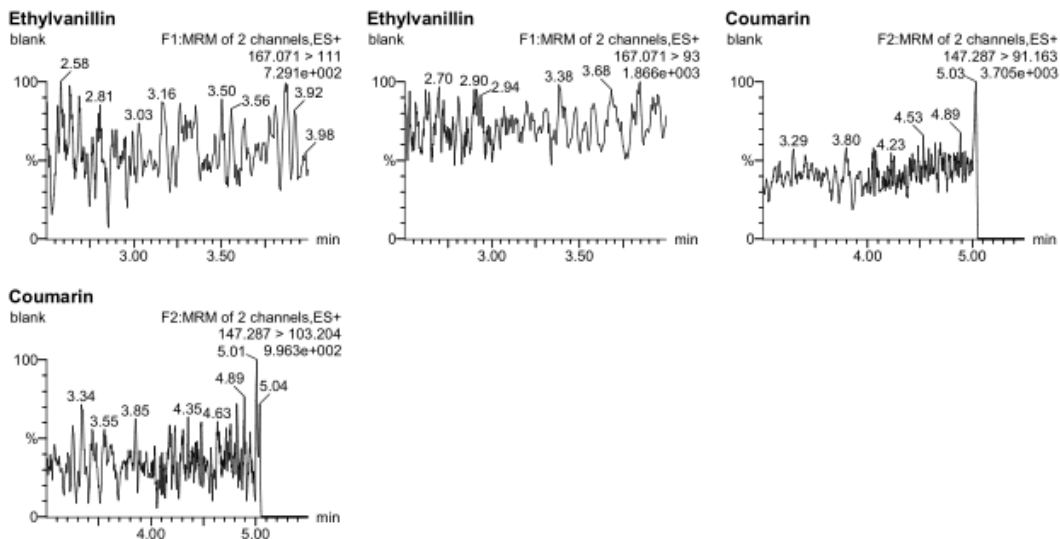 Ethylvanillin
blank
F1:MRM of 2 channels,ES+
167.071 > 111
7.291e+002
100
2.58
2.81
3.03
3.16
3.50
3.56
3.92
3.98
%
0
min
3.00
3.50
Ethylvanillin
blank
F1:MRM of 2 channels,ES+
167.071 > 93
1.866e+003
100
2.70
2.90
2.94
3.38
3.68
%
0
min
3.00
3.50
Coumarin
blank
F2:MRM of 2 channels,ES+
147.287 > 91.163
5.03
3.705e+003
100
3.29
3.80
4.23
4.53
4.89
%
0
min
4.00
5.00
Coumarin
blank
F2:MRM of 2 channels,ES+
147.287 > 103.204
5.01
9.963e+002
100
3.34
3.55
3.85
4.35
4.63
4.89
5.04
%
0
min
4.00
5.00